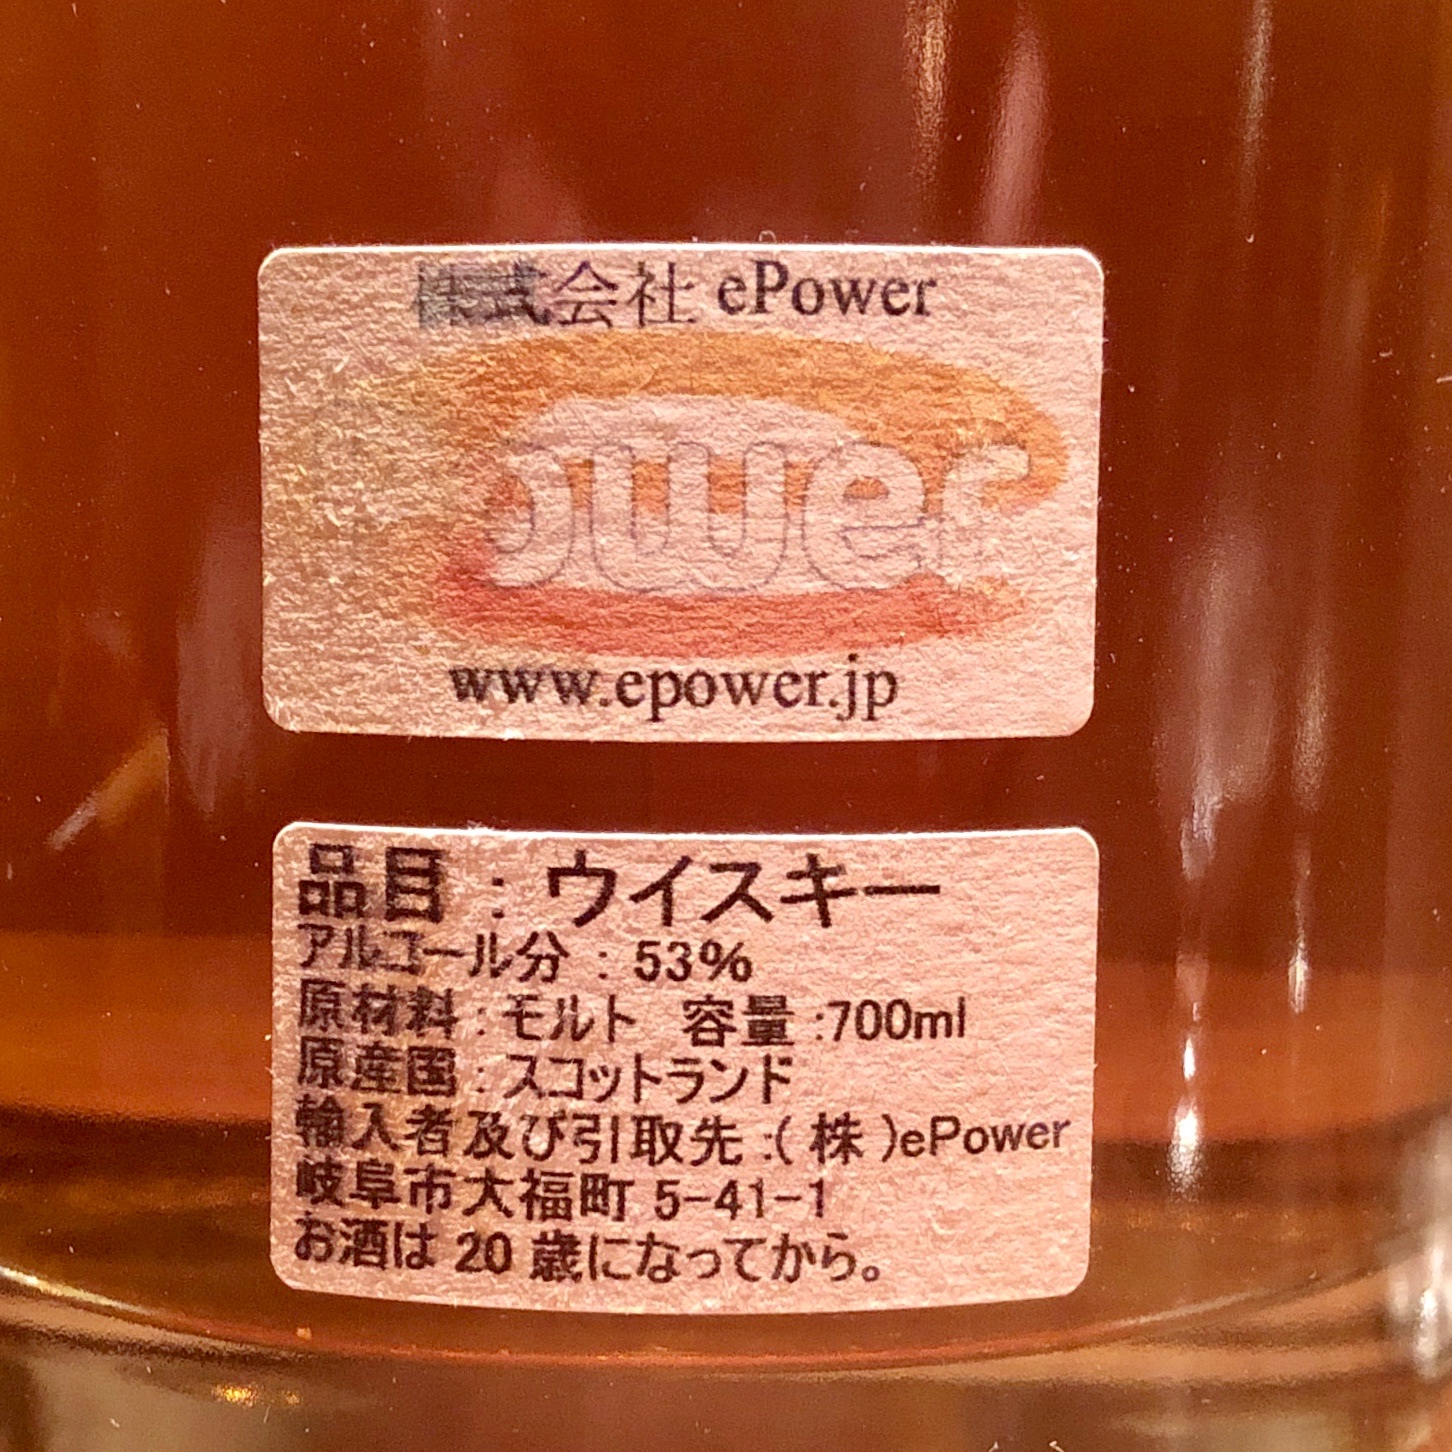 株式会社 ePower
ower
www.epower.jp
品目：ウイスキー
アルコール分：53%
原材料：モルト 容量:700ml
原産国：スコットランド
輸入者及び引取先:(株)ePower
岐阜市大福町 5-41-1
お酒は 20 歳になってから。